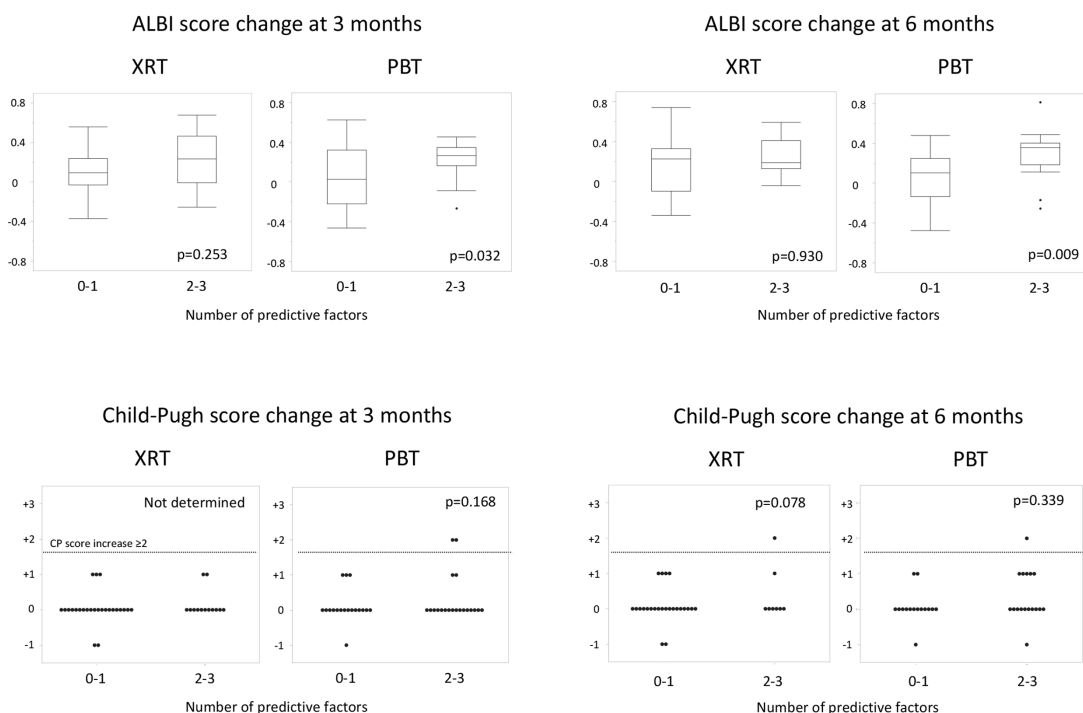 ALBI score change at 3 months
XRT
PBT
0.8
0.4
0
-0.4
-0.8
p=0.253
0-1
2-3
0.8
0.4
0
-0.4
-0.8
p=0.032
0-1
2-3
Number of predictive factors
ALBI score change at 6 months
XRT
PBT
0.8
0.4
0
-0.4
-0.8
p=0.930
0-1
2-3
0.8
0.4
0
-0.4
-0.8
p=0.009
0-1
2-3
Number of predictive factors
Child-Pugh score change at 3 months
XRT
PBT
+3
+2
+1
0
-1
Not determined
CP score increase ≥2
0-1
2-3
+3
+2
+1
0
-1
p=0.168
0-1
2-3
Number of predictive factors
Child-Pugh score change at 6 months
XRT
PBT
+3
+2
+1
0
-1
p=0.078
0-1
2-3
+3
+2
+1
0
-1
p=0.339
0-1
2-3
Number of predictive factors